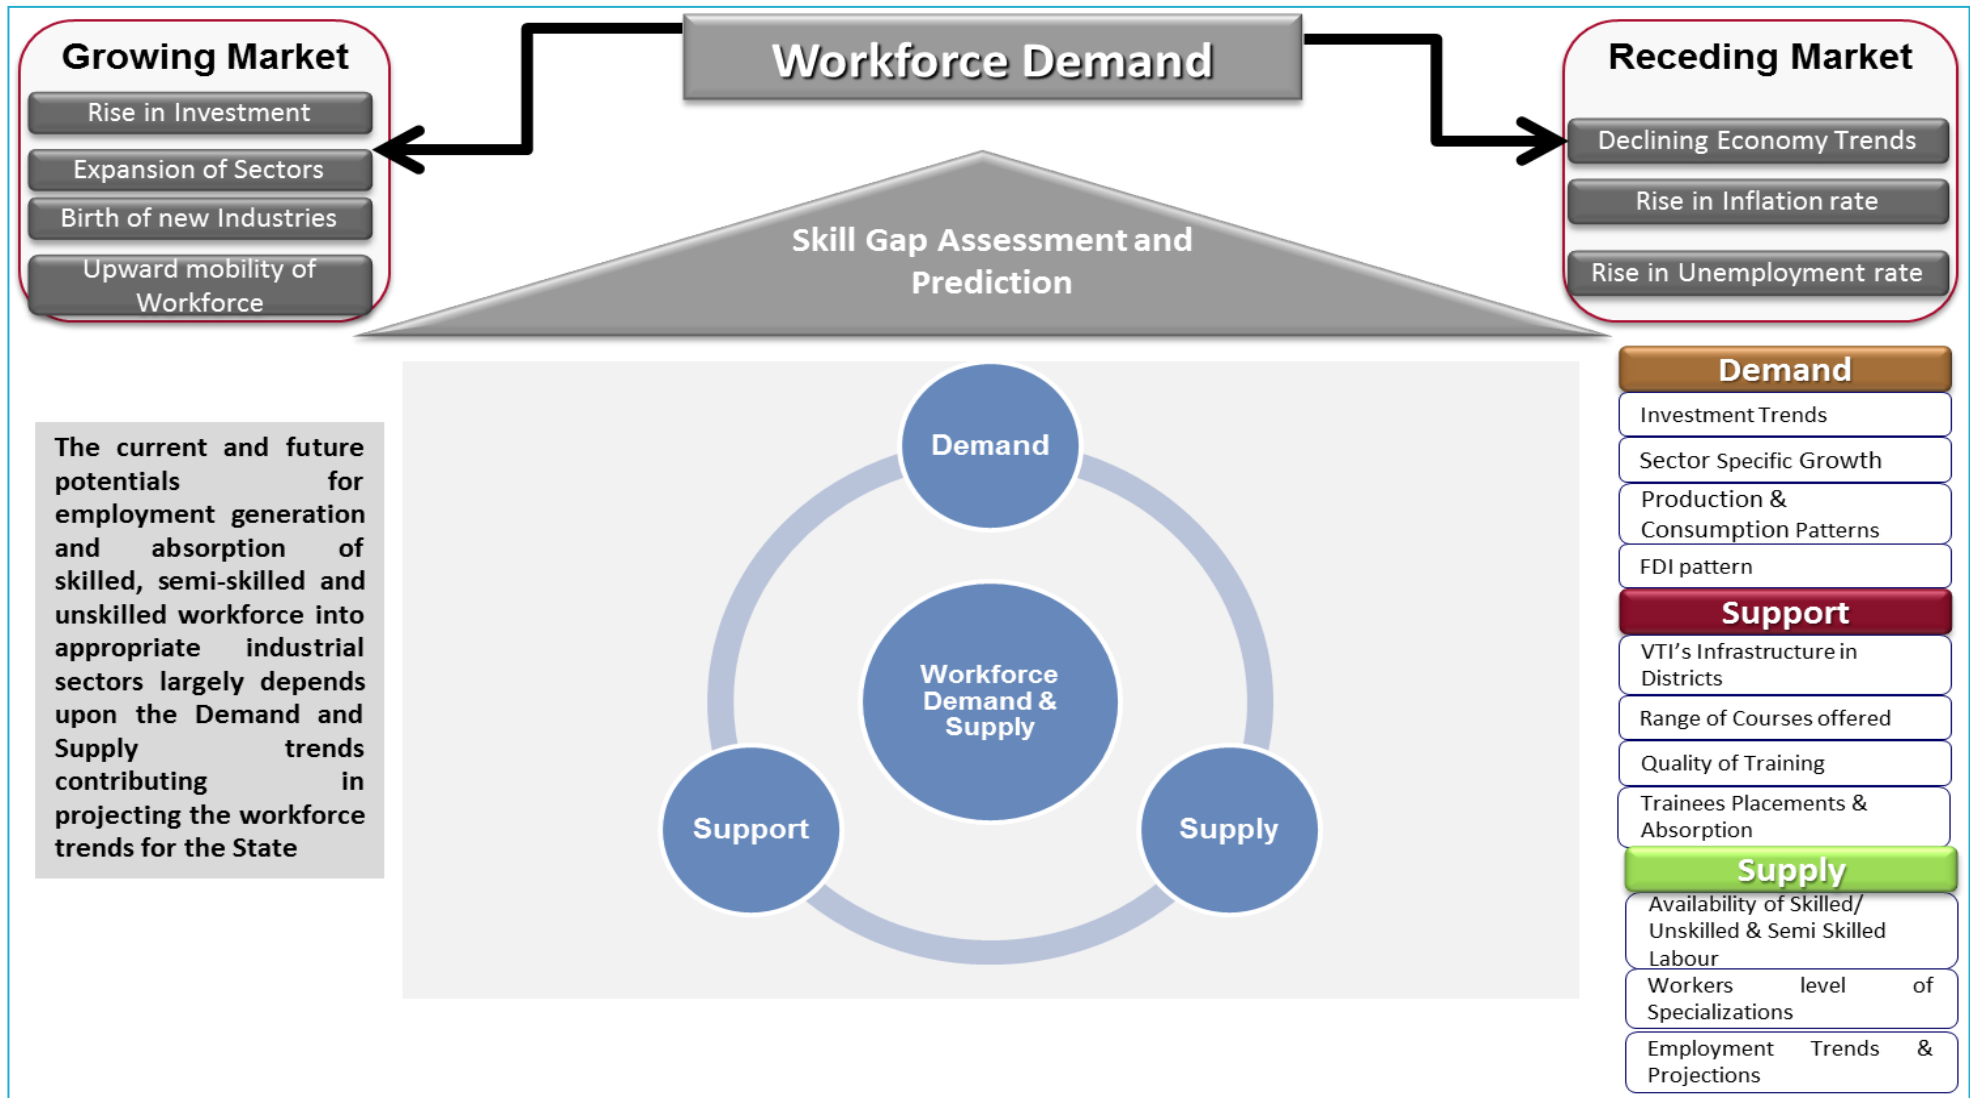 Growing Market
Rise in Investment
Expansion of Sectors
Birth of new Industries
Upward mobility of
Workforce
Workforce Demand
Receding Market
Declining Economy Trends
Rise in Inflation rate
Rise in Unemployment rate
Skill Gap Assessment and
Prediction
The current and future
potentials for
employment generation
and absorption of
skilled, semi-skilled and
unskilled workforce into
appropriate industrial
sectors largely depends
upon the Demand and
Supply trends
contributing in
projecting the workforce
trends for the State
Demand
Workforce
Demand &
Supply
Support
Supply
Demand
Investment Trends
Sector Specific Growth
Production &
Consumption Patterns
FDI pattern
Support
VTI's Infrastructure in
Districts
Range of Courses offered
Quality of Training
Trainees Placements &
Absorption
Supply
Availability of Skilled/
Unskilled & Semi Skilled
Labour
Workers level of
Specializations
Employment Trends &
Projections